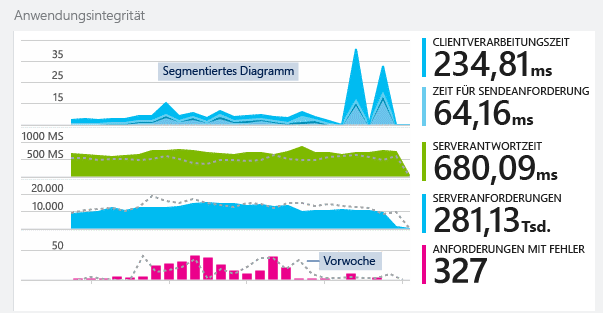 Anwendungsintegrität
35
25
15
Segmentiertes Diagramm
CLIENTVERARBEITUNGSZEIT
234,81ms
ZEIT FÜR SENDEANFORDERUNG
64,16ms
1000 MS
500 MS
SERVERANTWORTZEIT
680,09ms
20.000
10.000
SERVERANFORDERUNGEN
281,13Tsd.
50
Vorwoche
ANFORDERUNGEN MIT FEHLER
327